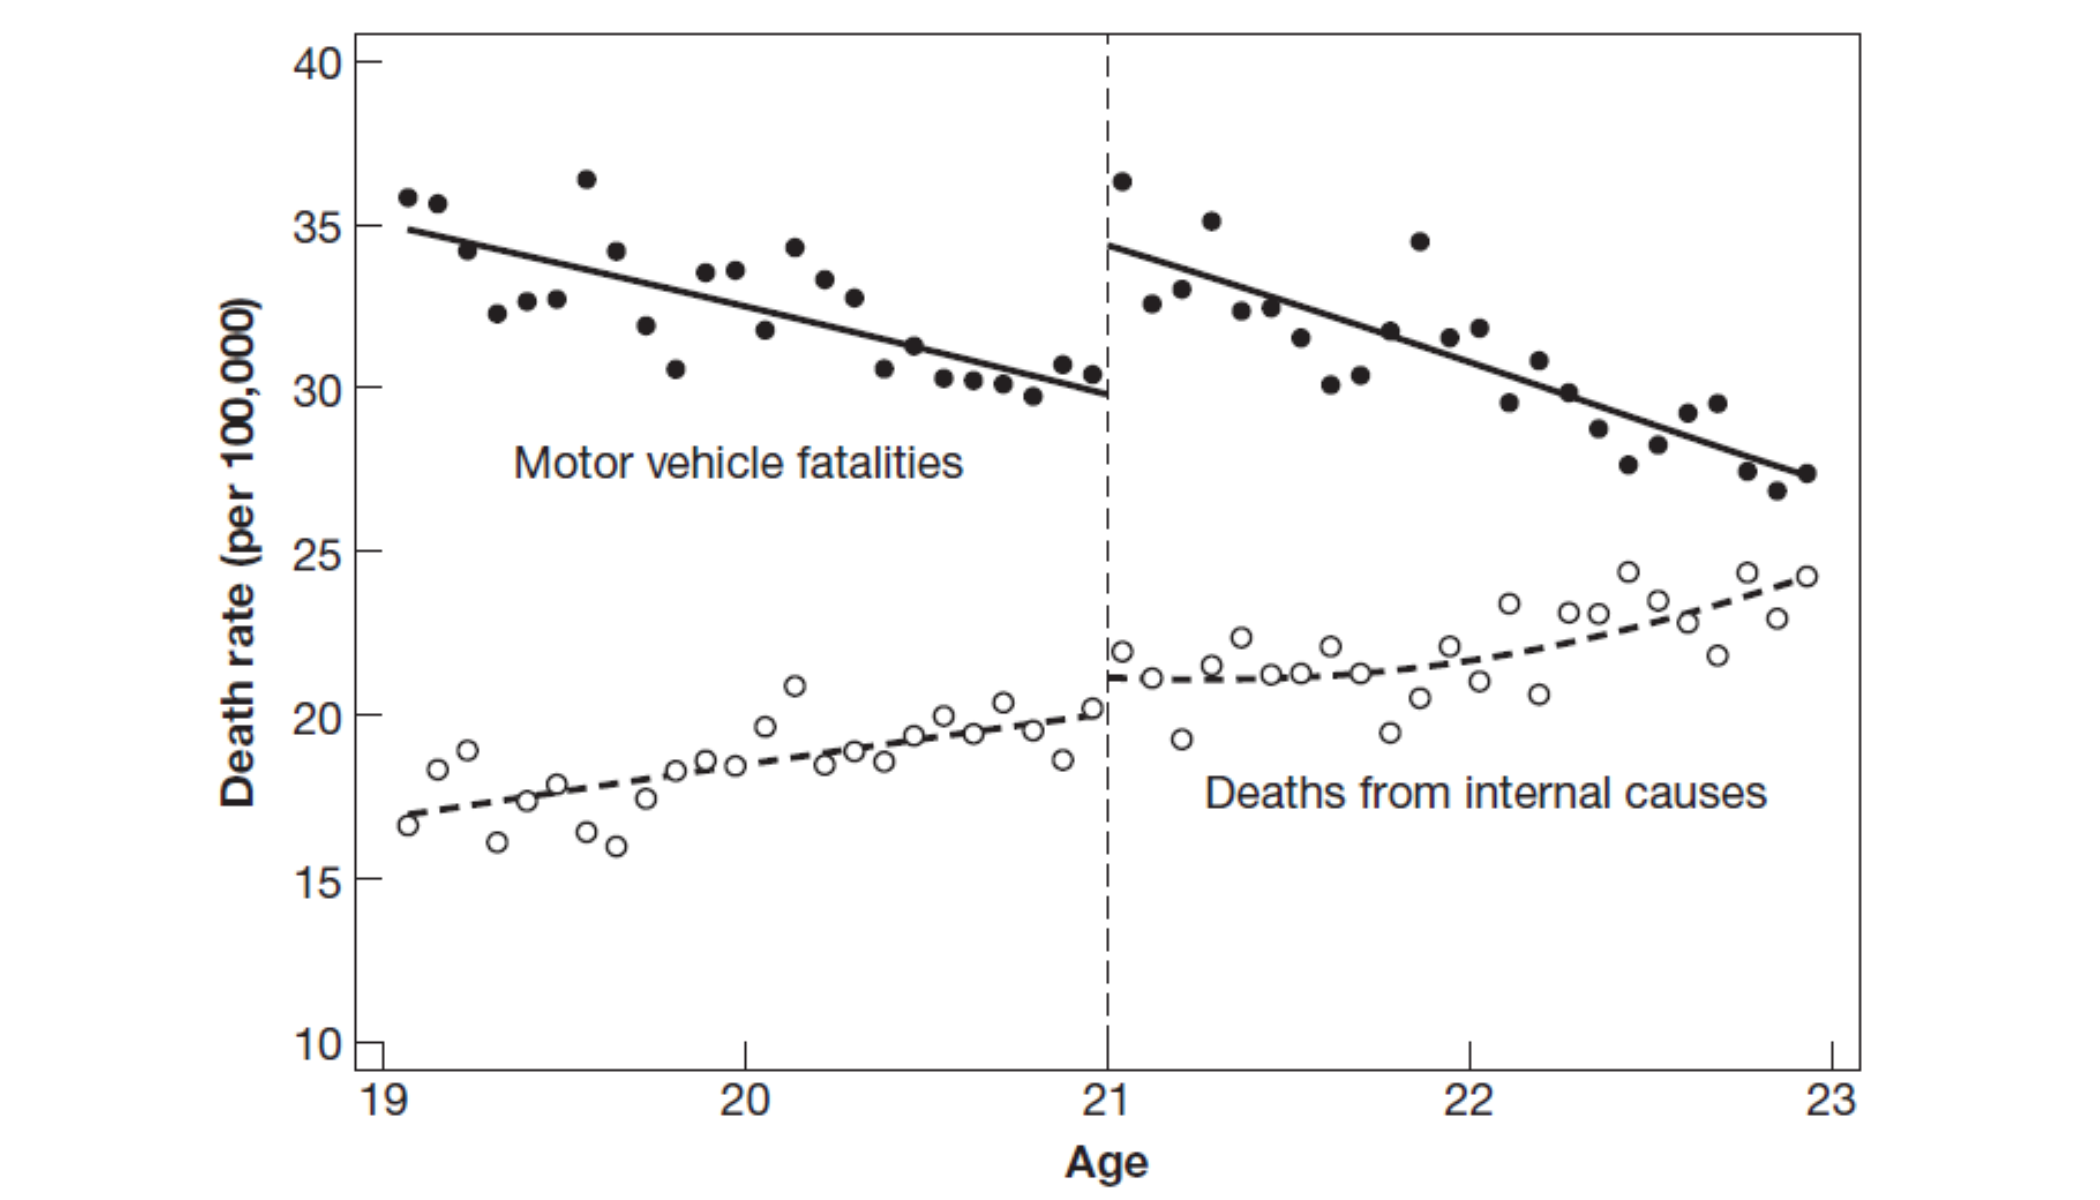 40
35
30
25
20
15
10
Death rate (per 100,000)
Motor vehicle fatalities
Deaths from internal causes
19 20 21 22 23
Age